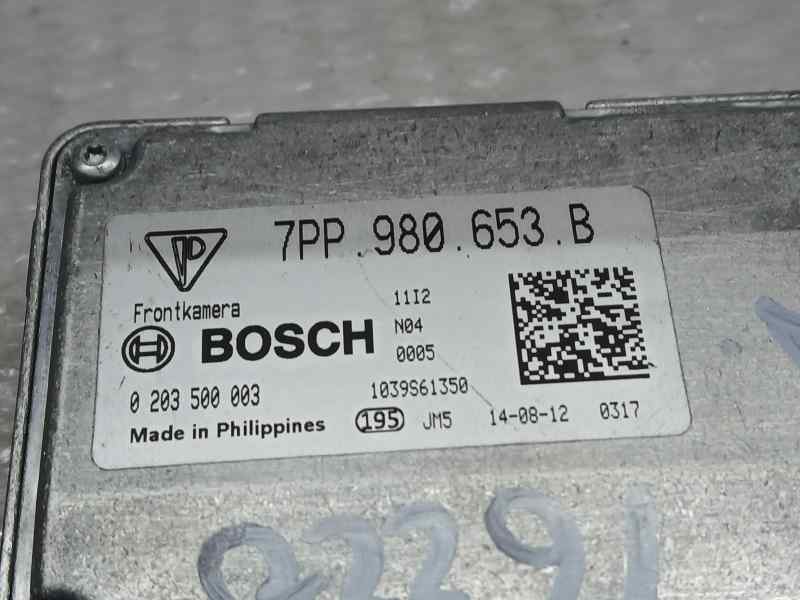 7PP.980.653.B
Frontkamera
11I2
BOSCH
N04
0005
0 203 500 003
1039S61350
Made in Philippines
195
JM5
14-08-12
0317